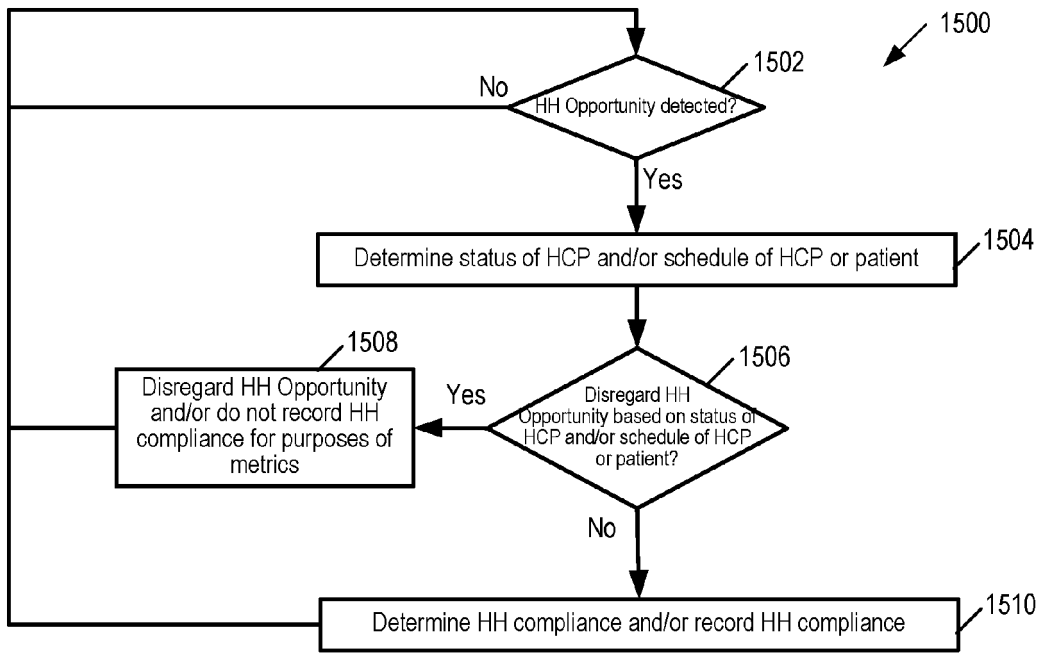 1500
1502
No
HH Opportunity detected?
Yes
1504
Determine status of HCP and/or schedule of HCP or patient
1508
1506
Disregard HH Opportunity
and/or do not record HH
compliance for purposes of
metrics
Yes
Disregard HH
Opportunity based on status of
HCP and/or schedule of HCP
or patient?
No
1510
Determine HH compliance and/or record HH compliance